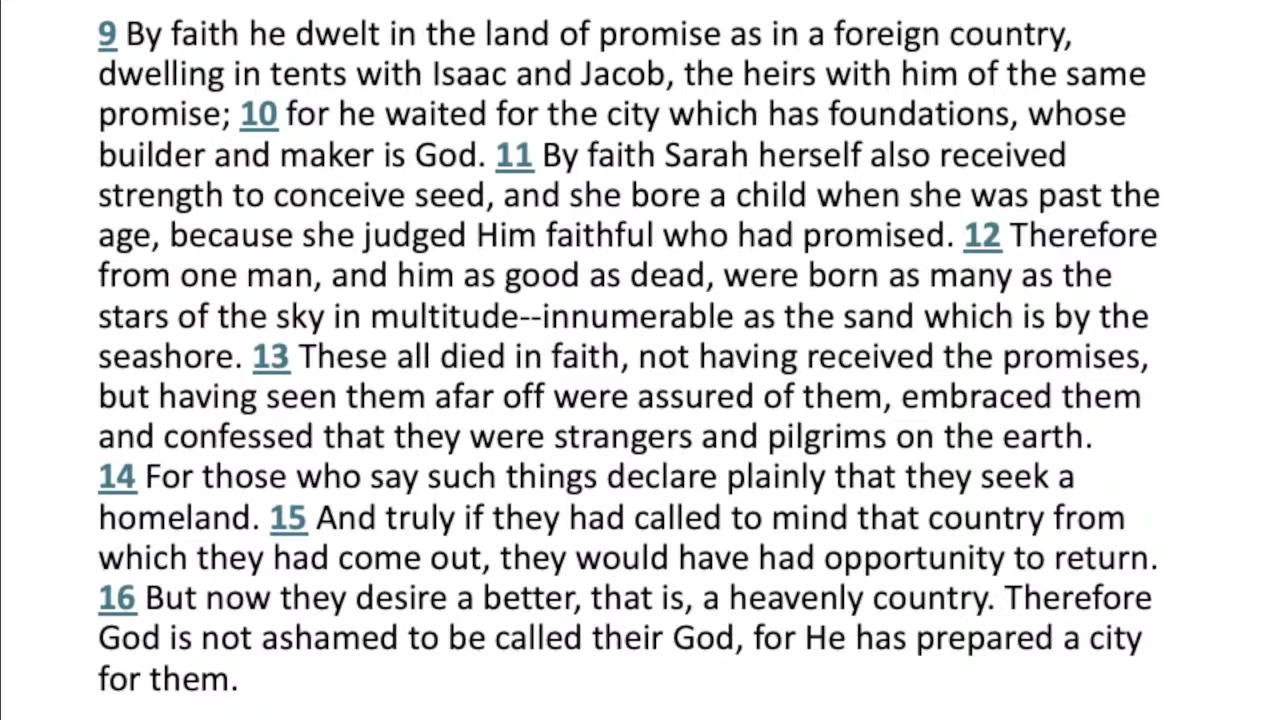 9 By faith he dwelt in the land of promise as in a foreign country,
dwelling in tents with Isaac and Jacob, the heirs with him of the same
promise; 10 for he waited for the city which has foundations, whose
builder and maker is God. 11 By faith Sarah herself also received
strength to conceive seed, and she bore a child when she was past the
age, because she judged Him faithful who had promised. 12 Therefore
from one man, and him as good as dead, were born as many as the
stars of the sky in multitude--innumerable as the sand which is by the
seashore. 13 These all died in faith, not having received the promises,
but having seen them afar off were assured of them, embraced them
and confessed that they were strangers and pilgrims on the earth.
14 For those who say such things declare plainly that they seek a
homeland. 15 And truly if they had called to mind that country from
which they had come out, they would have had opportunity to return.
16 But now they desire a better, that is, a heavenly country. Therefore
God is not ashamed to be called their God, for He has prepared a city
for them.